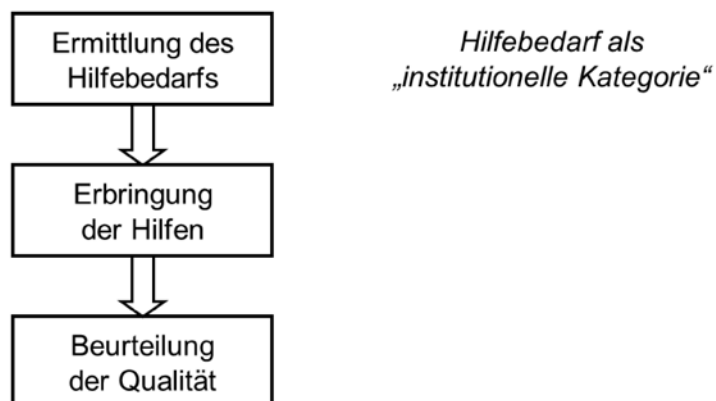 Ermittlung des
Hilfebedarfs
Hilfebedarf als
„institutionelle Kategorie“
Erbringung
der Hilfen
Beurteilung
der Qualität